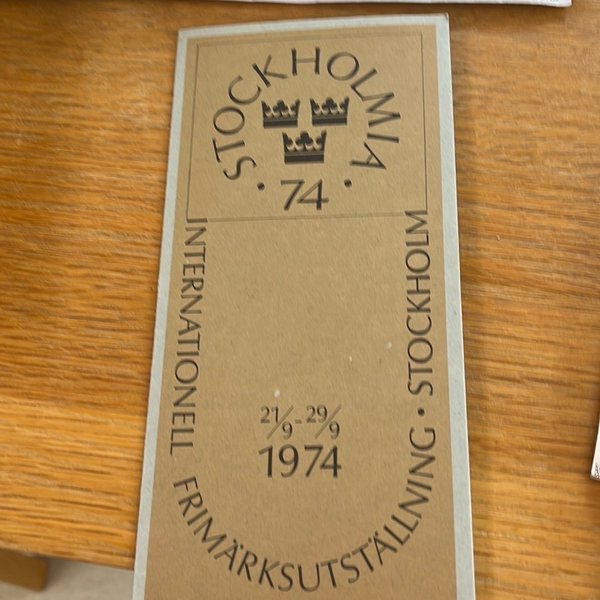 STOCKHOLMIA
• 74 •
INTERNATIONELL FRIMÄRKSUTSTÄLLNING • STOCKHOLM
21/9 - 29/9
1974